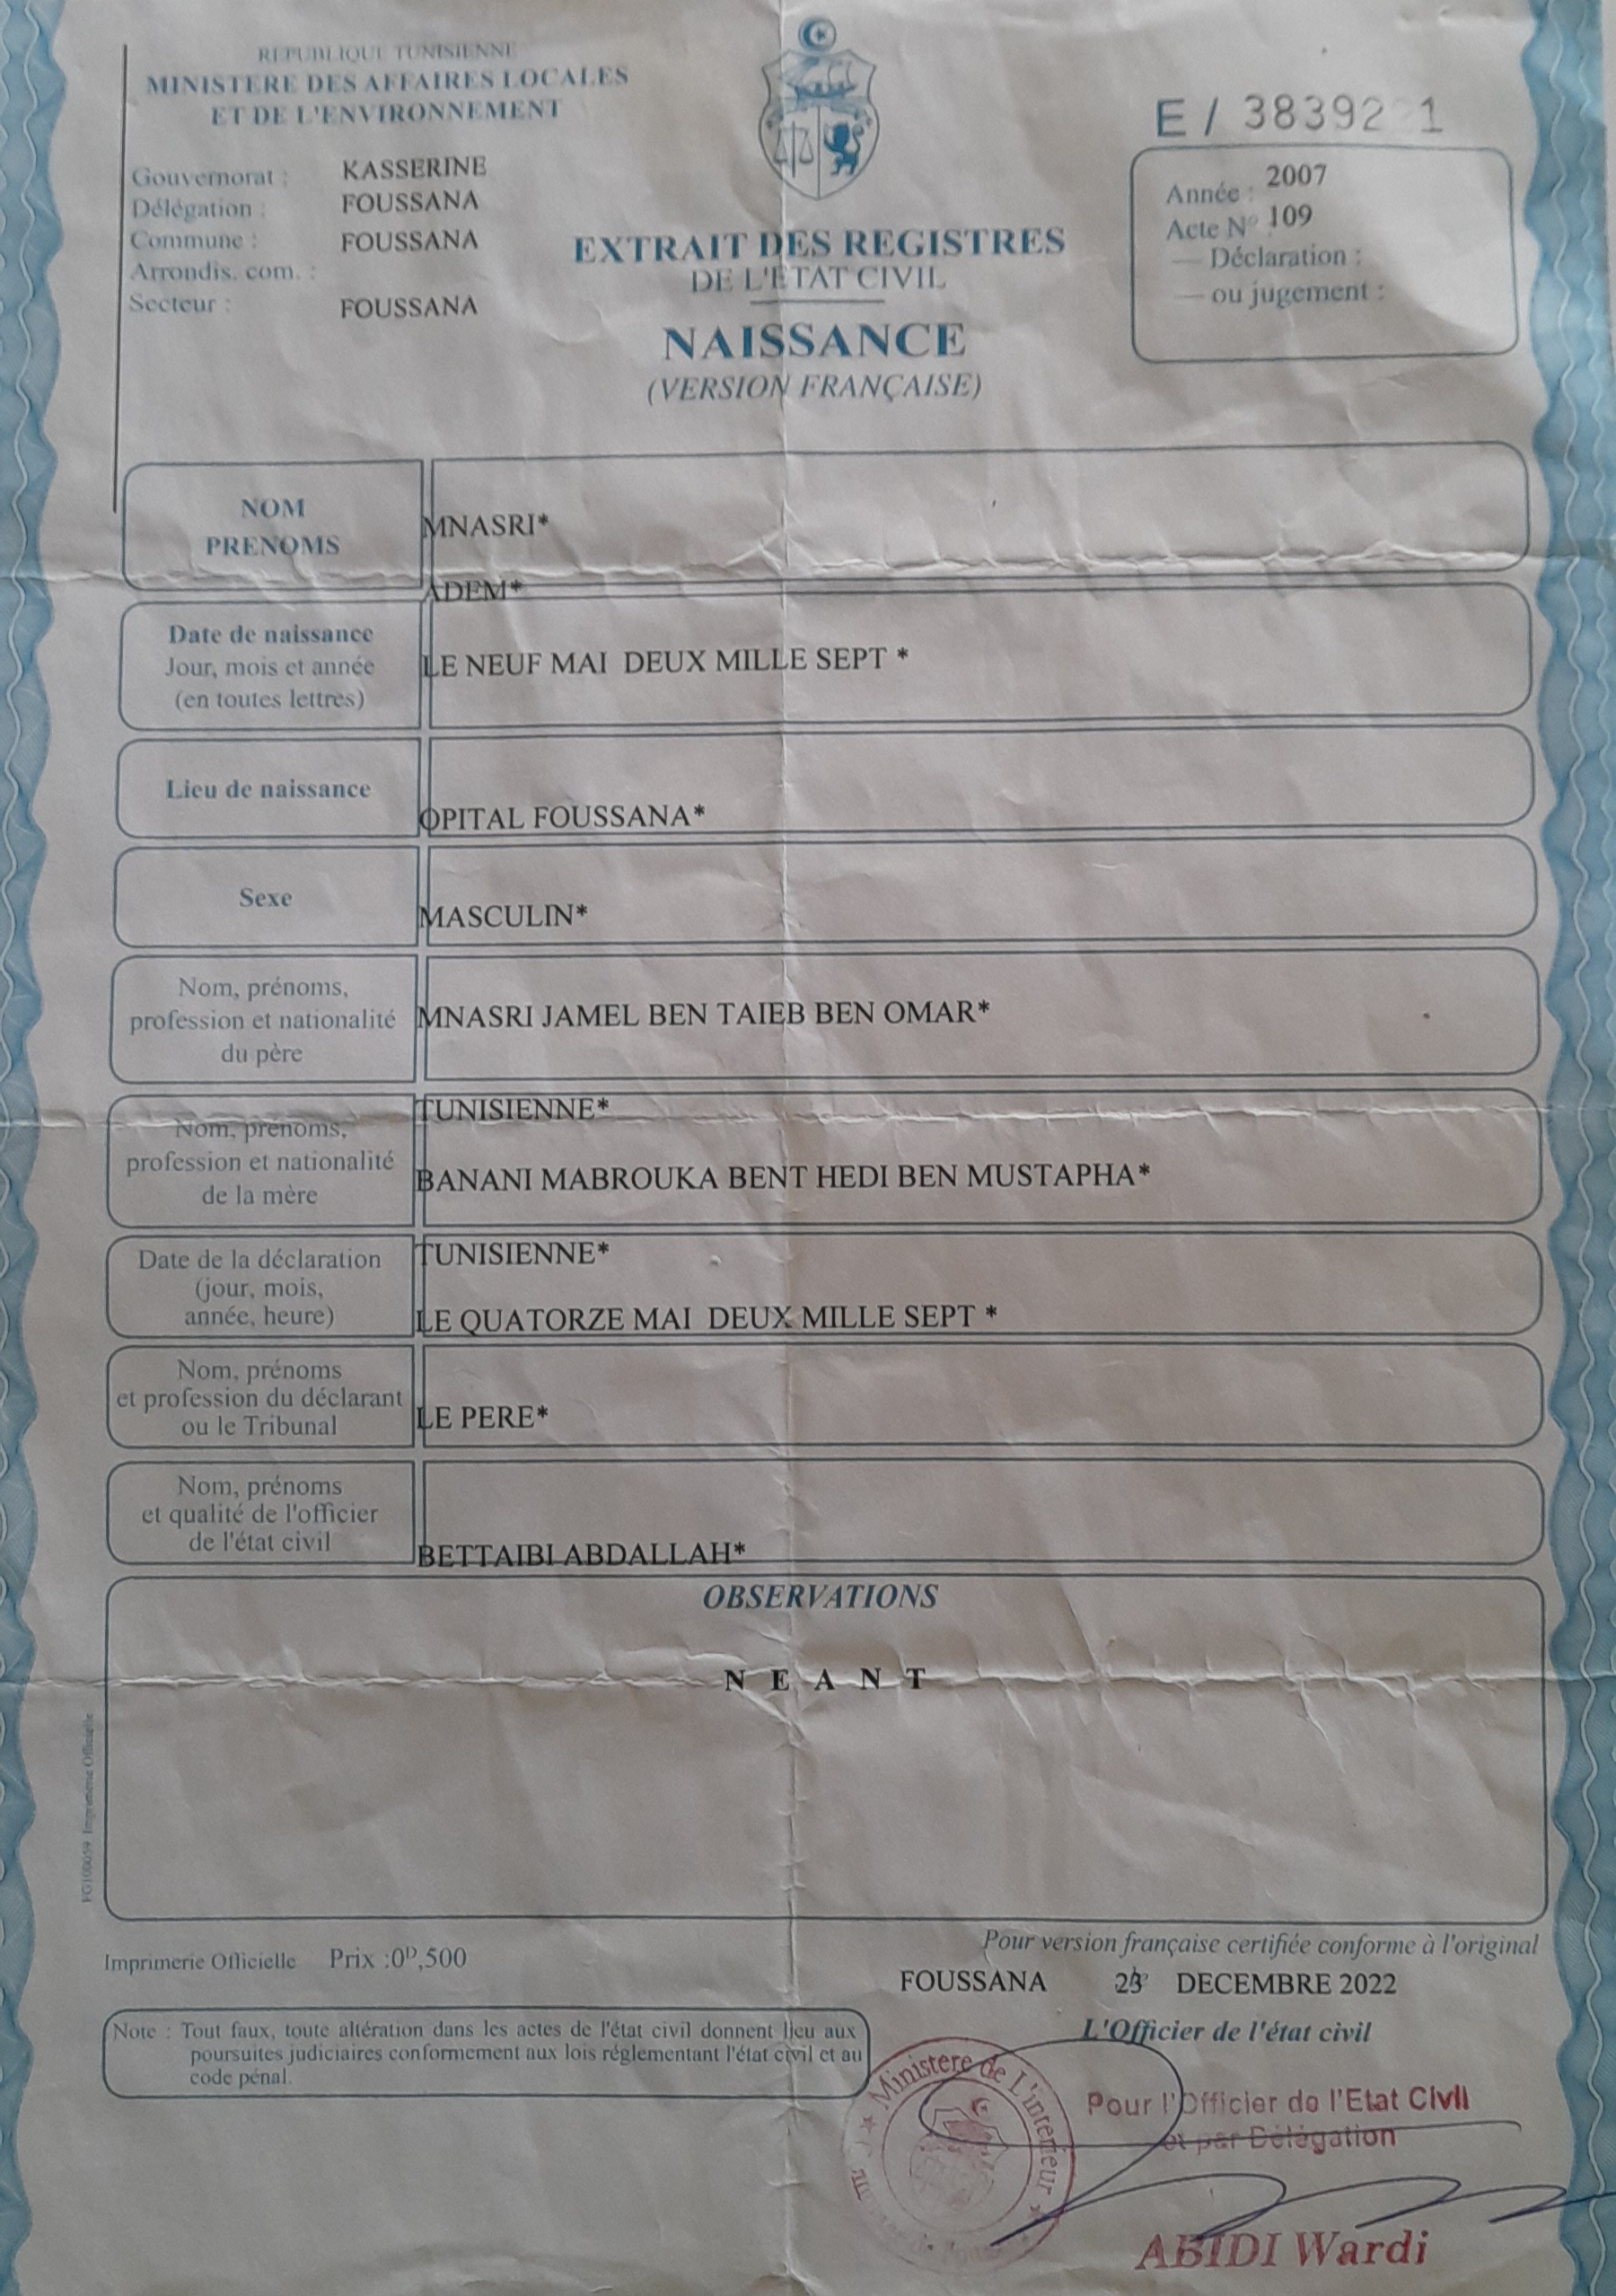 REPUBLIQUE TUNISIENNE
MINISTERE DES AFFAIRES LOCALES
ET DE L'ENVIRONNEMENT
Gouvernorat : KASSERINE
Délégation : FOUSSANA
Commune : FOUSSANA
Arrondis. com. :
Secteur : FOUSSANA
EXTRAIT DES REGISTRES
DE L'ETAT CIVIL
NAISSANCE
(VERSION FRANÇAISE)
E / 38392 1
Année : 2007
Acte N° 109
— Déclaration :
— ou jugement :
NOM
PRENOMS
MNASRI*
ADEM*
Date de naissance
Jour, mois et année
(en toutes lettres)
LE NEUF MAI DEUX MILLE SEPT *
Lieu de naissance
OPITAL FOUSSANA*
Sexe
MASCULIN*
Nom, prénoms,
profession et nationalité
du père
MNASRI JAMEL BEN TAIEB BEN OMAR*
TUNISIENNE*
Nom, prénoms,
profession et nationalité
de la mère
BANANI MABROUKA BENT HEDI BEN MUSTAPHA*
TUNISIENNE*
Date de la déclaration
(jour, mois,
année, heure)
LE QUATORZE MAI DEUX MILLE SEPT *
Nom, prénoms
et profession du déclarant
ou le Tribunal
LE PERE*
Nom, prénoms
et qualité de l'officier
de l'état civil
BETTAIBI ABDALLAH*
OBSERVATIONS
N E A N T
FG100059 Imprimerie Officielle
Imprimerie Officielle Prix :0D,500
Pour version française certifiée conforme à l'original
FOUSSANA DECEMBRE 2022
L'Officier de l'état civil
Note : Tout faux, toute altération dans les actes de l'état civil donnent lieu aux
poursuites judiciaires conformement aux lois réglementant l'état civil et au
code pénal.
Ministere de L'interieur
Pour l'Officier de l'Etat Civil
et par Délégation
ABIDI Wardi